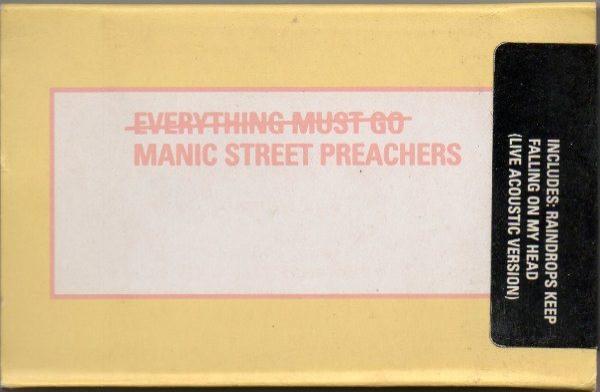 EVERYTHING MUST GO
MANIC STREET PREACHERS
INCLUDES: RAINDROPS KEEP
FALLING ON MY HEAD
(LIVE ACOUSTIC VERSION)